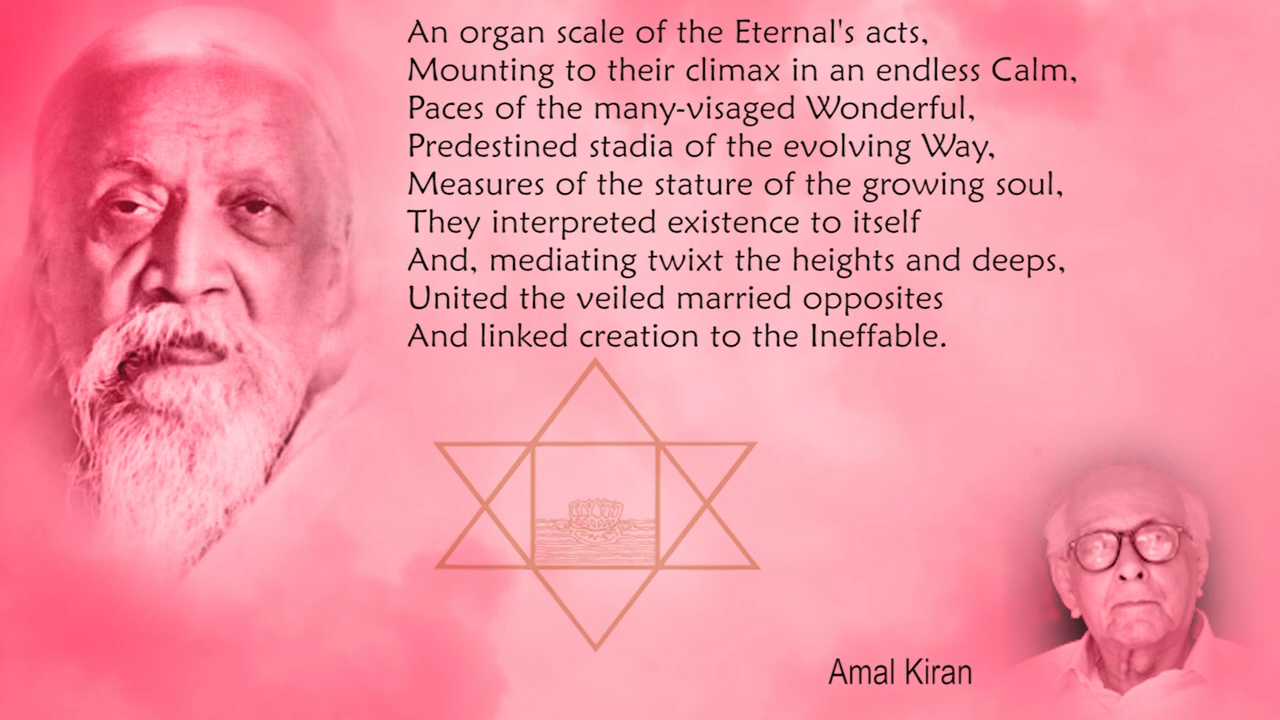 An organ scale of the Eternal's acts,
Mounting to their climax in an endless Calm,
Paces of the many-visaged Wonderful,
Predestined stadia of the evolving Way,
Measures of the stature of the growing soul,
They interpreted existence to itself
And, mediating twixt the heights and deeps,
United the veiled married opposites
And linked creation to the Ineffable.
Amal Kiran